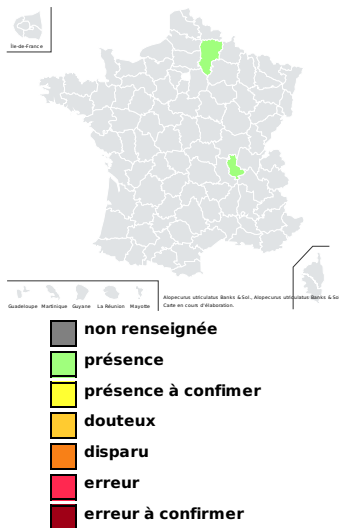 Île-de-France
Guadeloupe Martinique Guyane La Réunion Mayotte
Alopecurus utriculatus Banks & Sol., Alopecurus utriculatus Banks & So
Carte en cours d'élaboration.
non renseignée
présence
présence à confimer
douteux
disparu
erreur
erreur à confirmer